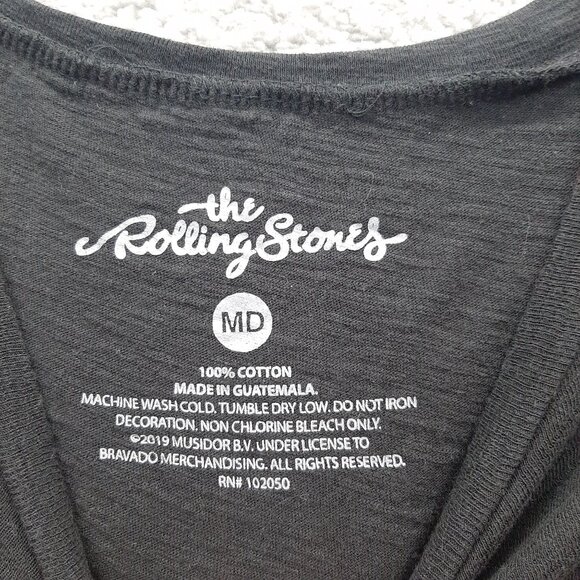 the
Rolling Stones
MD
100% COTTON
MADE IN GUATEMALA.
MACHINE WASH COLD. TUMBLE DRY LOW. DO NOT IRON
DECORATION. NON CHLORINE BLEACH ONLY.
©2019 MUSIDOR B.V. UNDER LICENSE TO
BRAVADO MERCHANDISING. ALL RIGHTS RESERVED.
RN# 102050